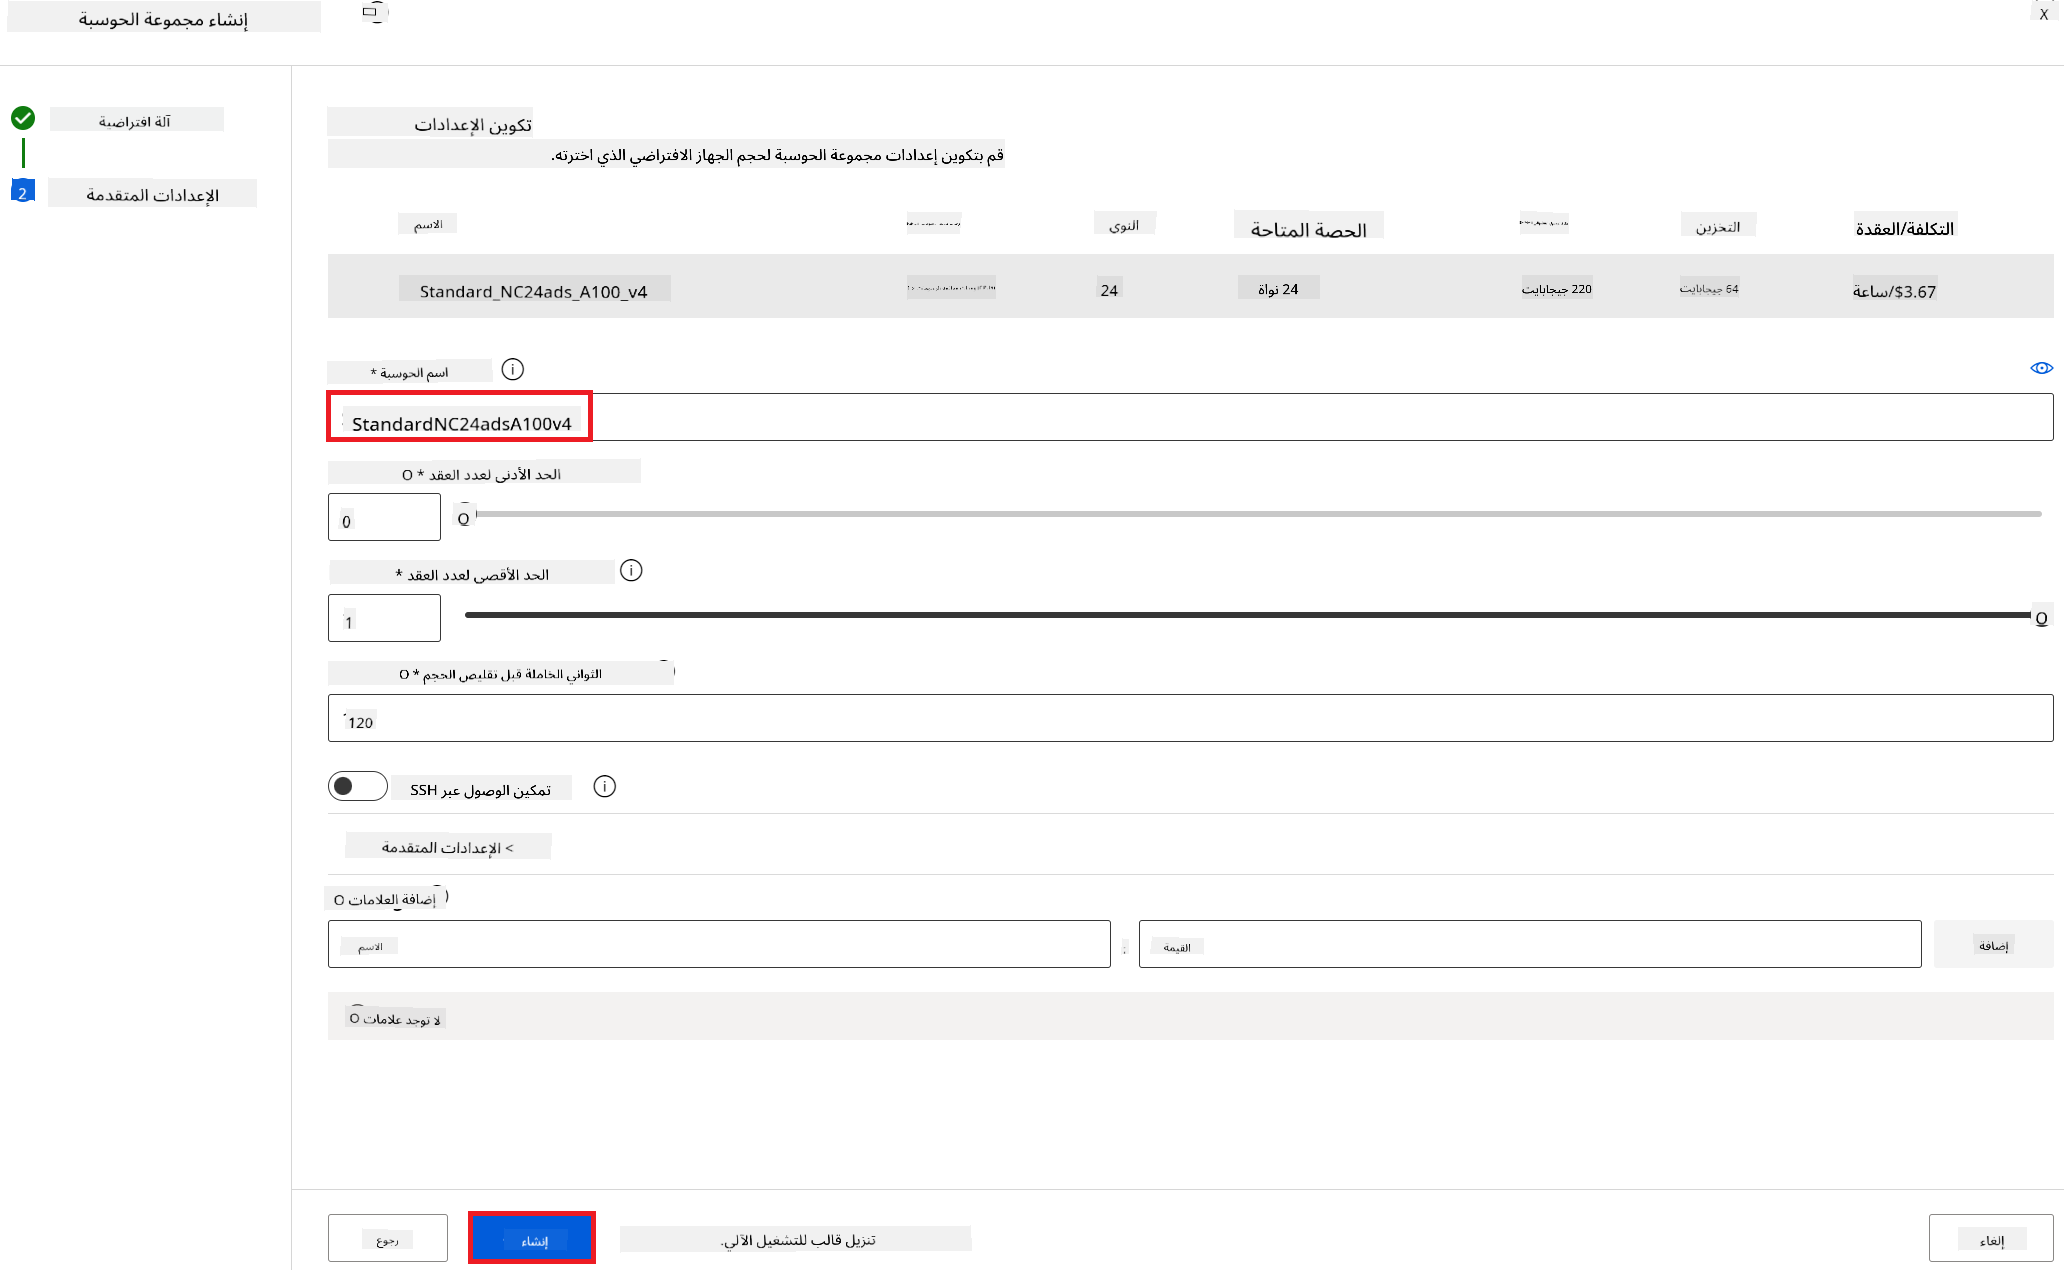 إنشاء مجموعة الحوسبة
X
آلة افتراضية
2
الإعدادات المتقدمة
تكوين الإعدادات
قم بتكوين إعدادات مجموعة الحوسبة لحجم الجهاز الافتراضي الذي اخترته.
الاسم
النوى
الحصة المتاحة
التخزين
التكلفة/العقدة
Standard_NC24ads_A100_v4
24
24 نواة
220 جيجابايت
64 جيجابايت
$3.67/ساعة
اسم الحوسبة *
StandardNC24adsA100v4
الحد الأدنى لعدد العقد * O
0
الحد الأقصى لعدد العقد *
1
الثواني الخاملة قبل تقليص الحجم * O
120
تمكين الوصول عبر SSH
> الإعدادات المتقدمة
إضافة العلامات O
الاسم
:
القيمة
إضافة
لا توجد علامات O
رجوع
إنشاء
تنزيل قالب للتشغيل الآلي.
إلغاء